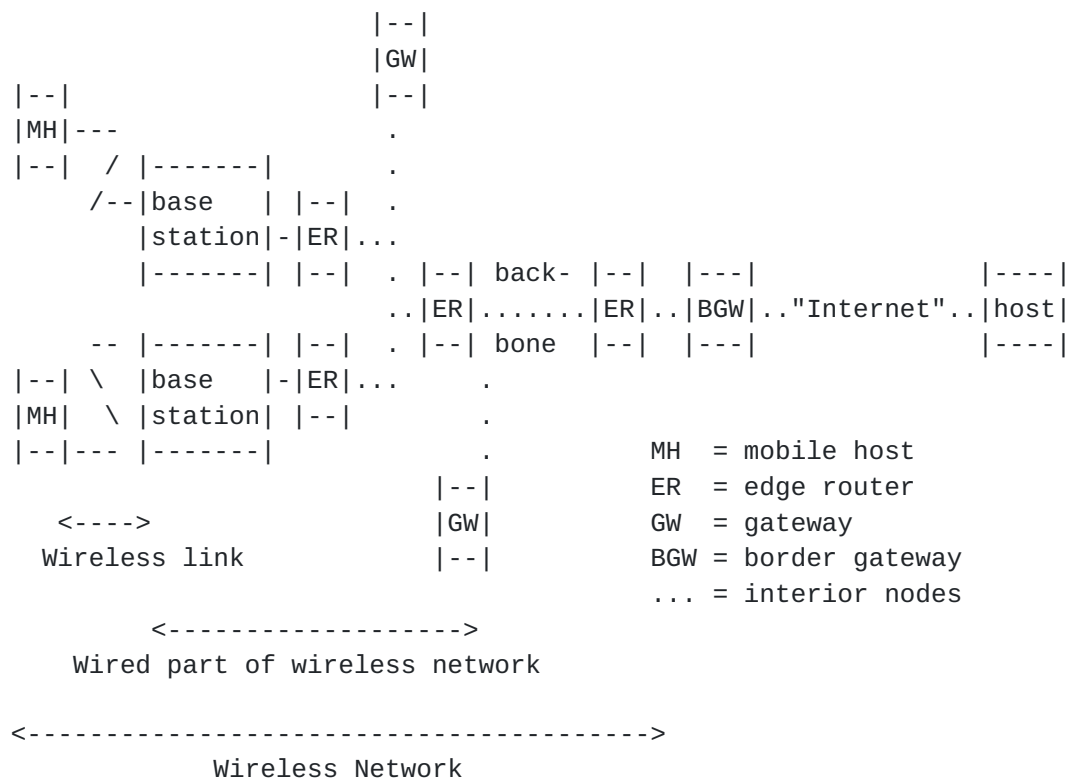 |--|
                       |GW|
|--|                   |--|
|MH|---                 .
|--|  / |-------|       .
     /--|base   | |--|  .
        |station|-|ER|...
        |-------| |--|  . |--| back- |--|  |---|              |----|
                        ..|ER|.......|ER|..|BGW|.."Internet"..|host|
     -- |-------| |--|  . |--| bone  |--|  |---|              |----|
|--| \  |base   |-|ER|...     .
|MH|  \ |station| |--|        .
|--|--- |-------|             .          MH  = mobile host
                           |--|          ER  = edge router
   <---->                  |GW|          GW  = gateway
  Wireless link            |--|          BGW = border gateway
                                         ... = interior nodes
         <------------------->
    Wired part of wireless network

<---------------------------------------->
             Wireless Network